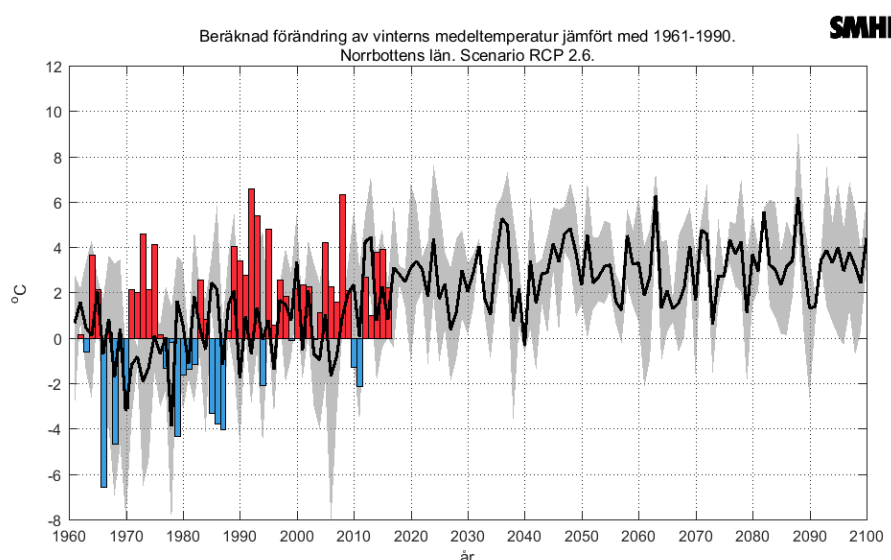 SMHI
Beräknad förändring av vinterns medeltemperatur jämfört med 1961-1990.
Norrbottens län. Scenario RCP 2.6.
12
10
8
6
4
2
0
-2
-4
-6
-8
°C
1960 1970 1980 1990 2000 2010 2020 2030 2040 2050 2060 2070 2080 2090 2100
år